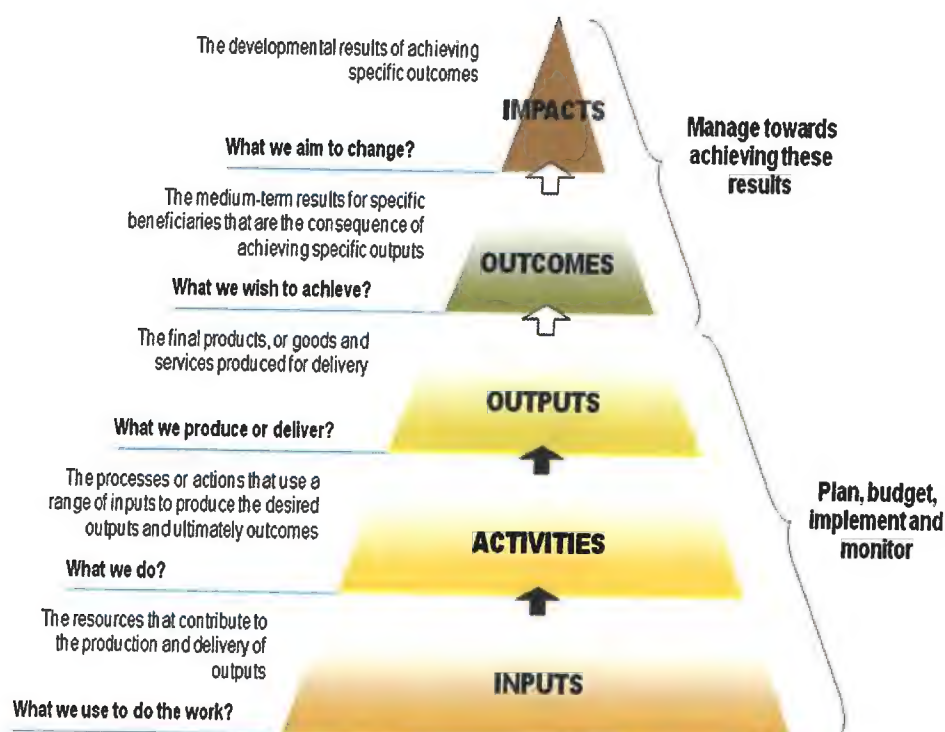 The developmental results of achieving
specific outcomes
IMPACTS
What we aim to change?
Manage towards
achieving these
results
The medium-term results for specific
beneficiaries that are the consequence of
achieving specific outputs
OUTCOMES
What we wish to achieve?
The final products, or goods and
services produced for delivery
OUTPUTS
What we produce or deliver?
The processes or actions that use a
range of inputs to produce the desired
outputs and ultimately outcomes
ACTIVITIES
What we do?
Plan, budget,
implement and
monitor
The resources that contribute to
the production and delivery of
outputs
INPUTS
What we use to do the work?